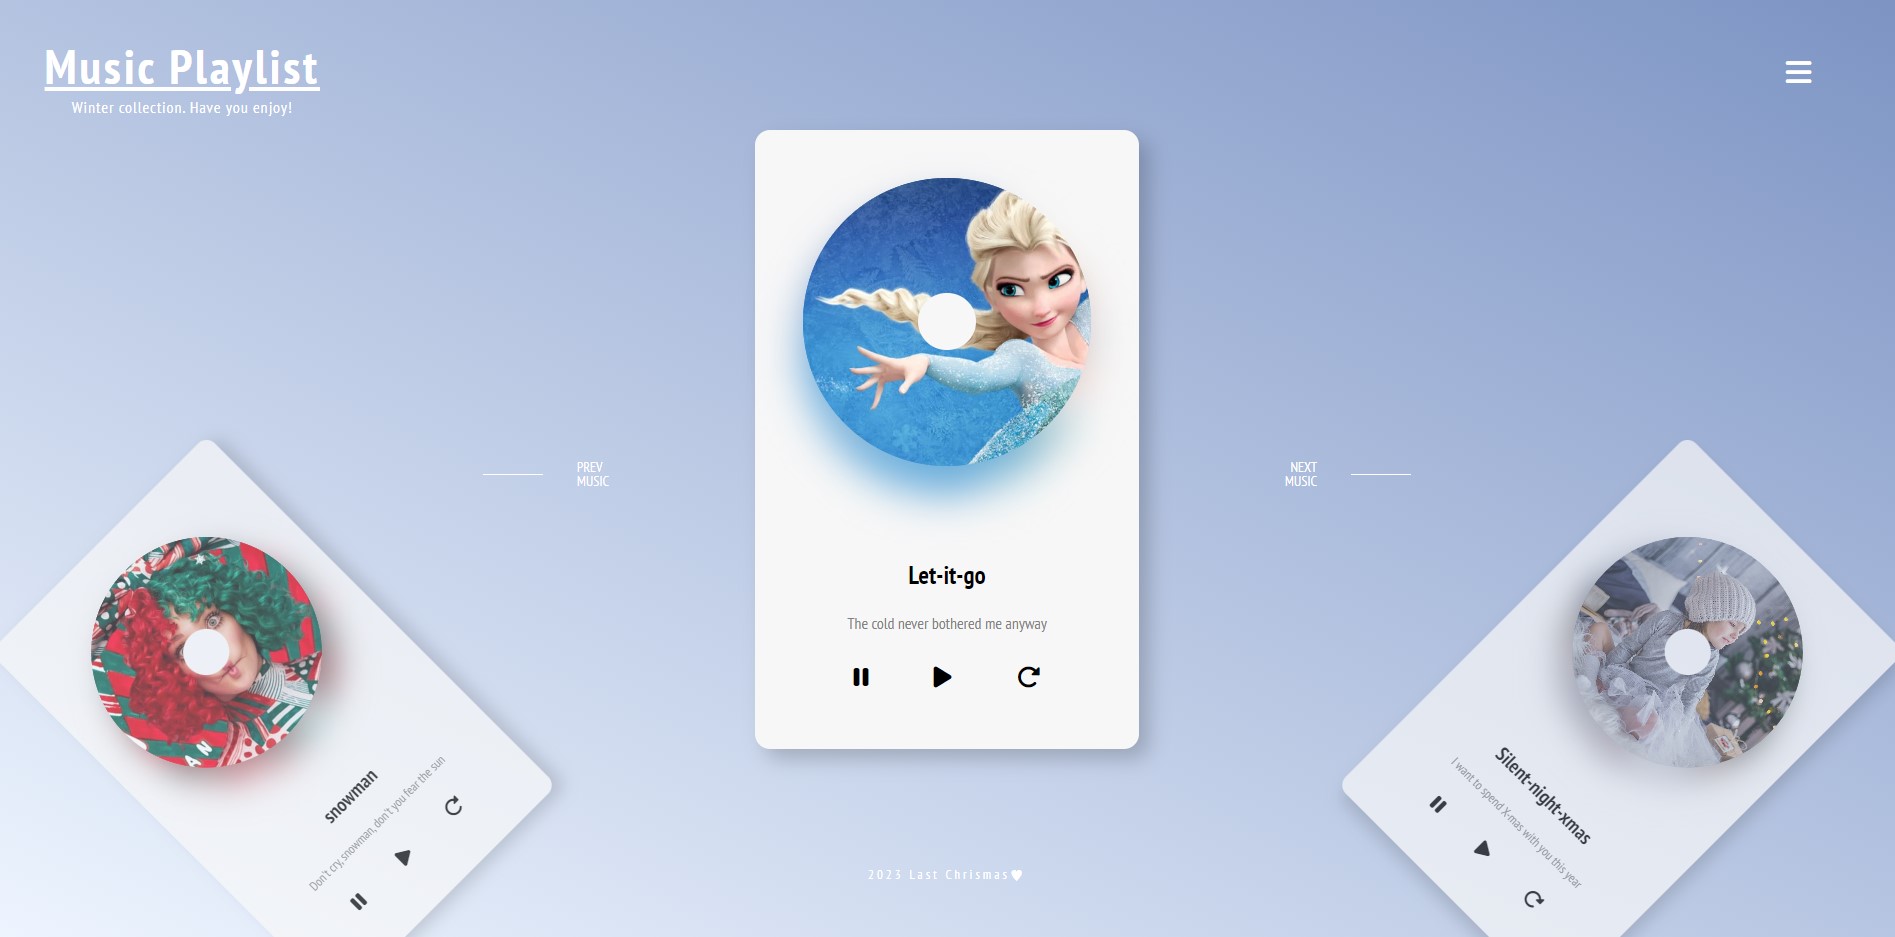 Music Playlist
Winter collection. Have you enjoy!
PREV
MUSIC
NEXT
MUSIC
Let-it-go
The cold never bothered me anyway
snowman
Don't cry, snowman, don't you fear the sun
Silent-night-xmas
I want to spend X-mas with you this year
2023 Last Chrismas♥